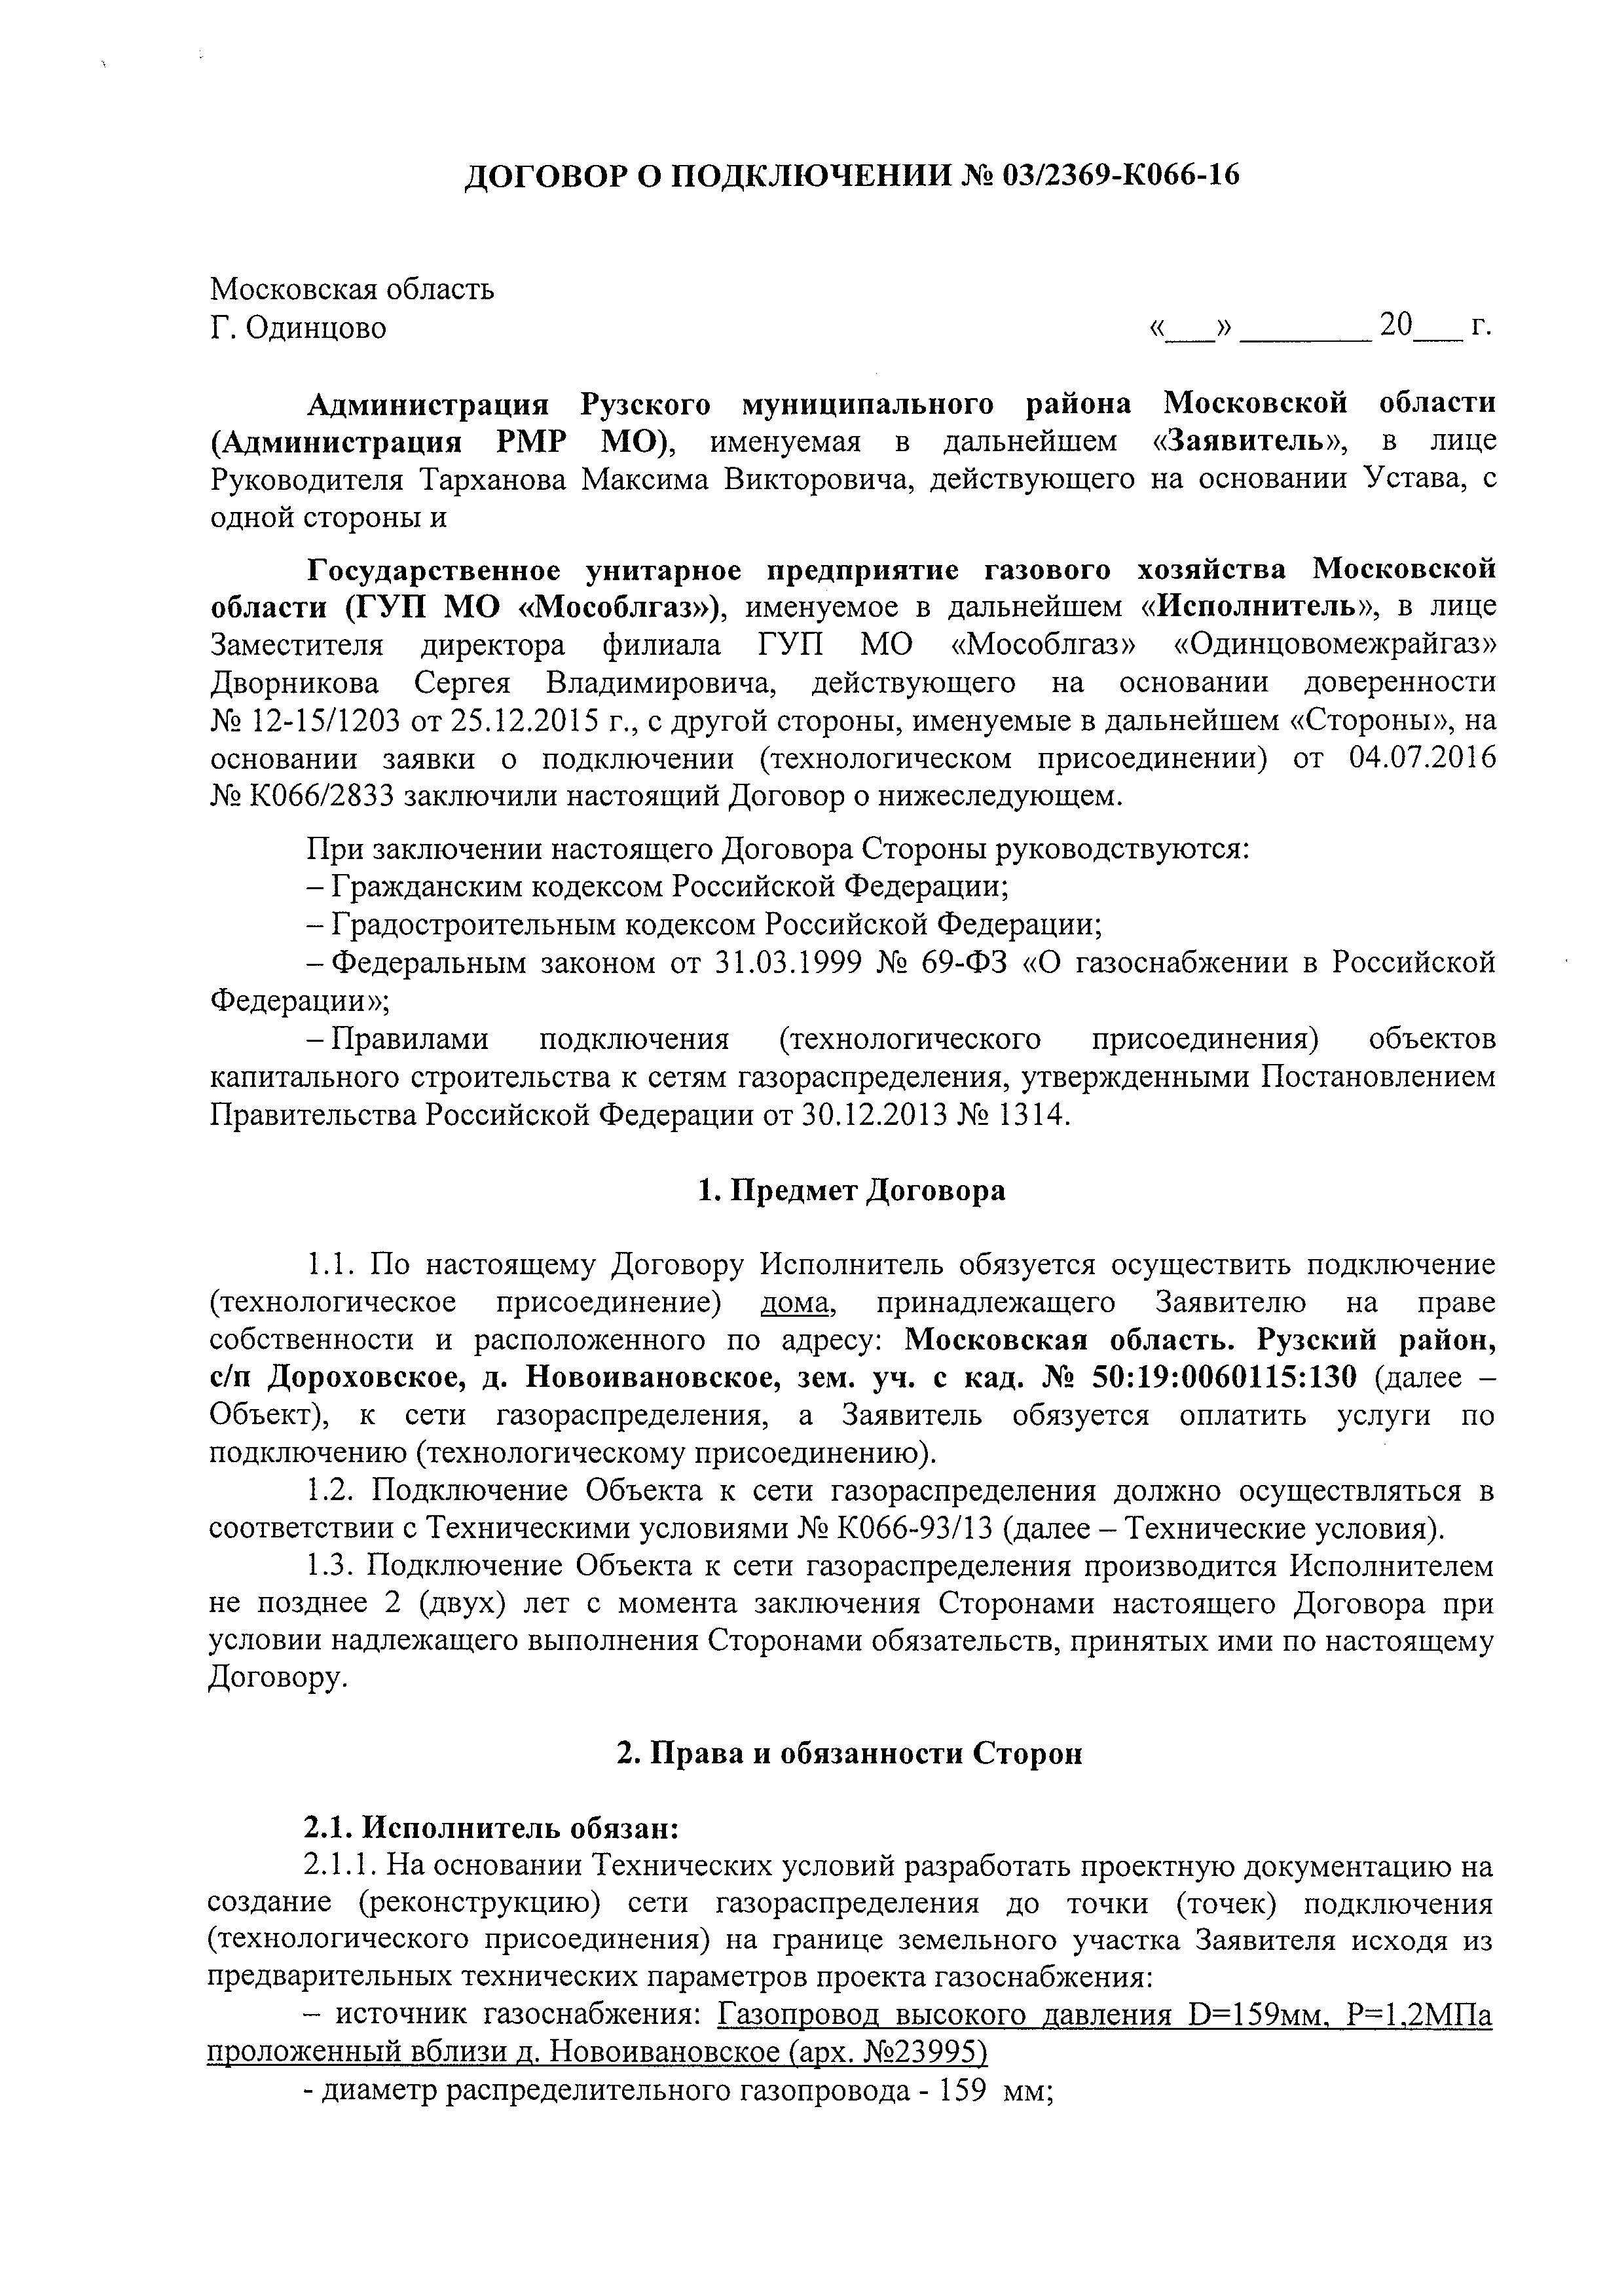 ДОГОВОР О ПОДКЛЮЧЕНИИ № 03/2369-К066-16
Московская область
Г. Одинцово «___» ________ 20___ г.
Администрация Рузского муниципального района Московской области
(Администрация РМР МО), именуемая в дальнейшем «Заявитель», в лице
Руководителя Тарханова Максима Викторовича, действующего на основании Устава, с
одной стороны и
Государственное унитарное предприятие газового хозяйства Московской
области (ГУП МО «Мособлгаз»), именуемое в дальнейшем «Исполнитель», в лице
Заместителя директора филиала ГУП МО «Мособлгаз» «Одинцовомежрайгаз»
Дворникова Сергея Владимировича, действующего на основании доверенности
№ 12-15/1203 от 25.12.2015 г., с другой стороны, именуемые в дальнейшем «Стороны», на
основании заявки о подключении (технологическом присоединении) от 04.07.2016
№ К066/2833 заключили настоящий Договор о нижеследующем.
При заключении настоящего Договора Стороны руководствуются:
– Гражданским кодексом Российской Федерации;
– Градостроительным кодексом Российской Федерации;
– Федеральным законом от 31.03.1999 № 69-ФЗ «О газоснабжении в Российской
Федерации»;
– Правилами подключения (технологического присоединения) объектов
капитального строительства к сетям газораспределения, утвержденными Постановлением
Правительства Российской Федерации от 30.12.2013 № 1314.
1. Предмет Договора
1.1. По настоящему Договору Исполнитель обязуется осуществить подключение
(технологическое присоединение) дома, принадлежащего Заявителю на праве
собственности и расположенного по адресу: Московская область. Рузский район,
с/п Дороховское, д. Новоивановское, зем. уч. с кад. № 50:19:0060115:130 (далее –
Объект), к сети газораспределения, а Заявитель обязуется оплатить услуги по
подключению (технологическому присоединению).
1.2. Подключение Объекта к сети газораспределения должно осуществляться в
соответствии с Техническими условиями № К066-93/13 (далее – Технические условия).
1.3. Подключение Объекта к сети газораспределения производится Исполнителем
не позднее 2 (двух) лет с момента заключения Сторонами настоящего Договора при
условии надлежащего выполнения Сторонами обязательств, принятых ими по настоящему
Договору.
2. Права и обязанности Сторон
2.1. Исполнитель обязан:
2.1.1. На основании Технических условий разработать проектную документацию на
создание (реконструкцию) сети газораспределения до точки (точек) подключения
(технологического присоединения) на границе земельного участка Заявителя исходя из
предварительных технических параметров проекта газоснабжения:
– источник газоснабжения: Газопровод высокого давления D=159мм, Р=1,2МПа
проложенный вблизи д. Новоивановское (арх. №23995)
- диаметр распределительного газопровода - 159 мм;